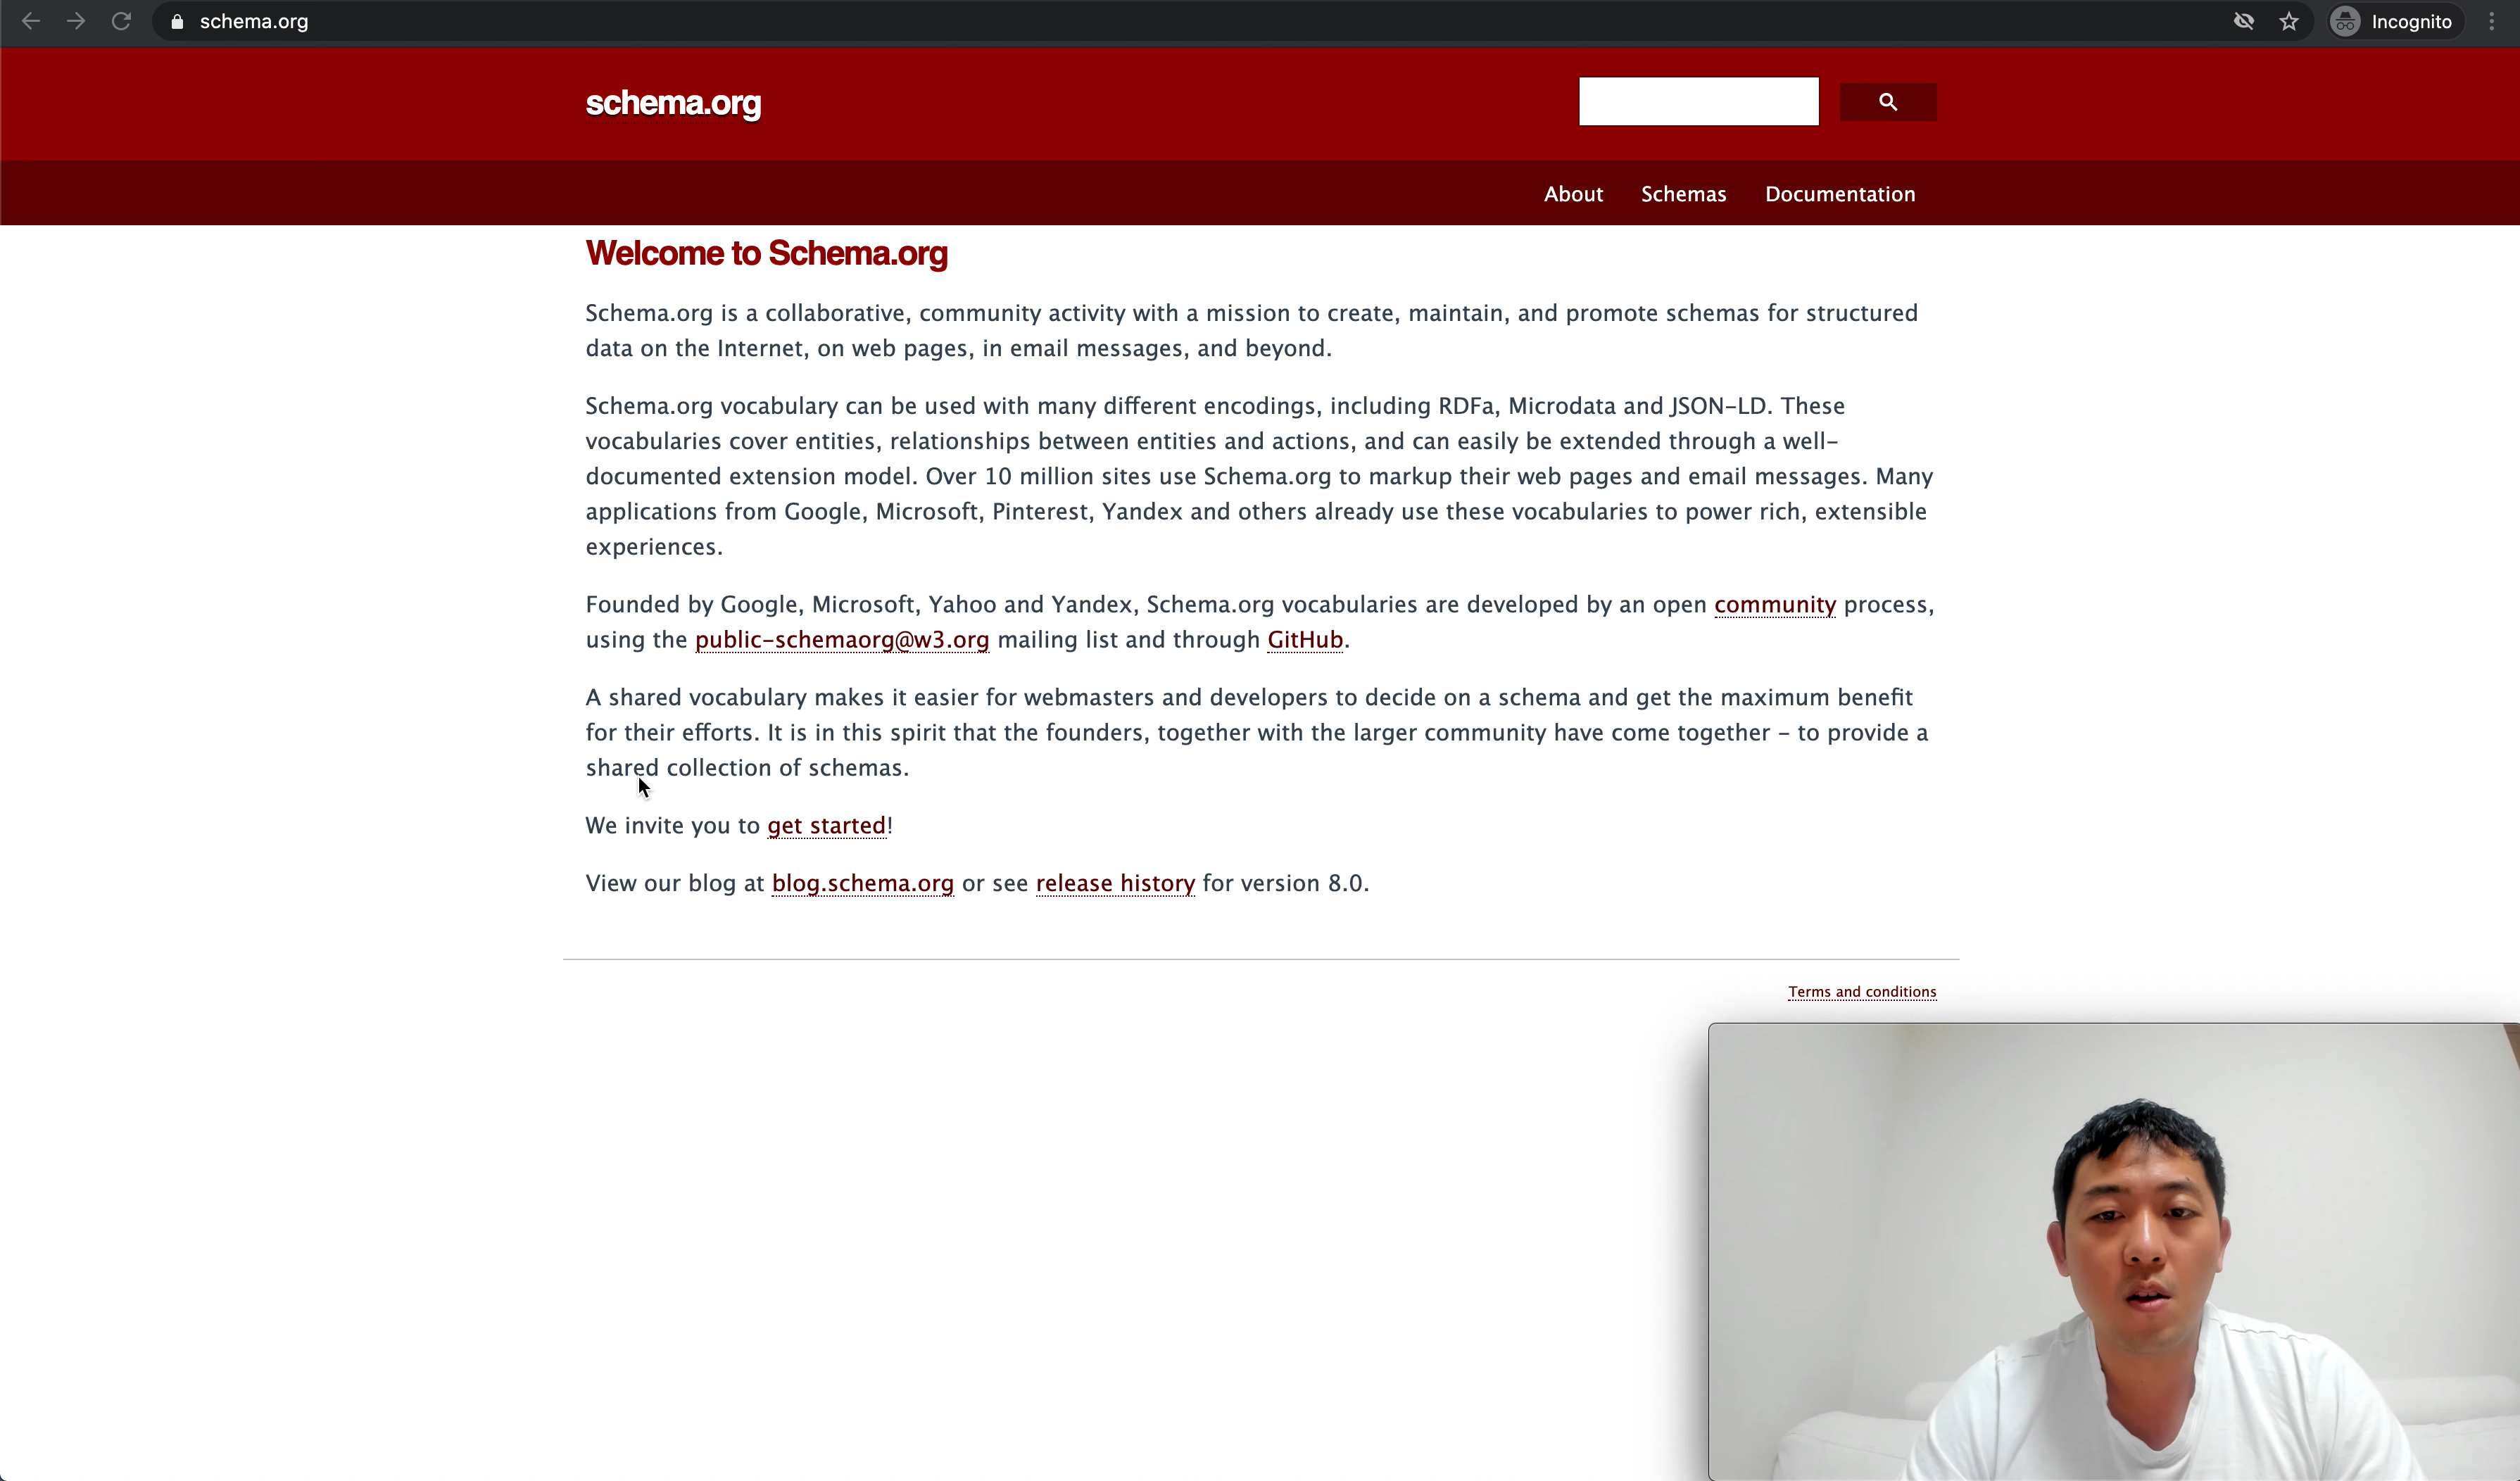 schema.org
Incognito
schema.org
About Schemas Documentation
Welcome to Schema.org
Schema.org is a collaborative, community activity with a mission to create, maintain, and promote schemas for structured
data on the Internet, on web pages, in email messages, and beyond.
Schema.org vocabulary can be used with many different encodings, including RDFa, Microdata and JSON-LD. These
vocabularies cover entities, relationships between entities and actions, and can easily be extended through a well-
documented extension model. Over 10 million sites use Schema.org to markup their web pages and email messages. Many
applications from Google, Microsoft, Pinterest, Yandex and others already use these vocabularies to power rich, extensible
experiences.
Founded by Google, Microsoft, Yahoo and Yandex, Schema.org vocabularies are developed by an open community process,
using the public-schemaorg@w3.org mailing list and through GitHub.
A shared vocabulary makes it easier for webmasters and developers to decide on a schema and get the maximum benefit
for their efforts. It is in this spirit that the founders, together with the larger community have come together - to provide a
shared collection of schemas.
We invite you to get started!
View our blog at blog.schema.org or see release history for version 8.0.
Terms and conditions